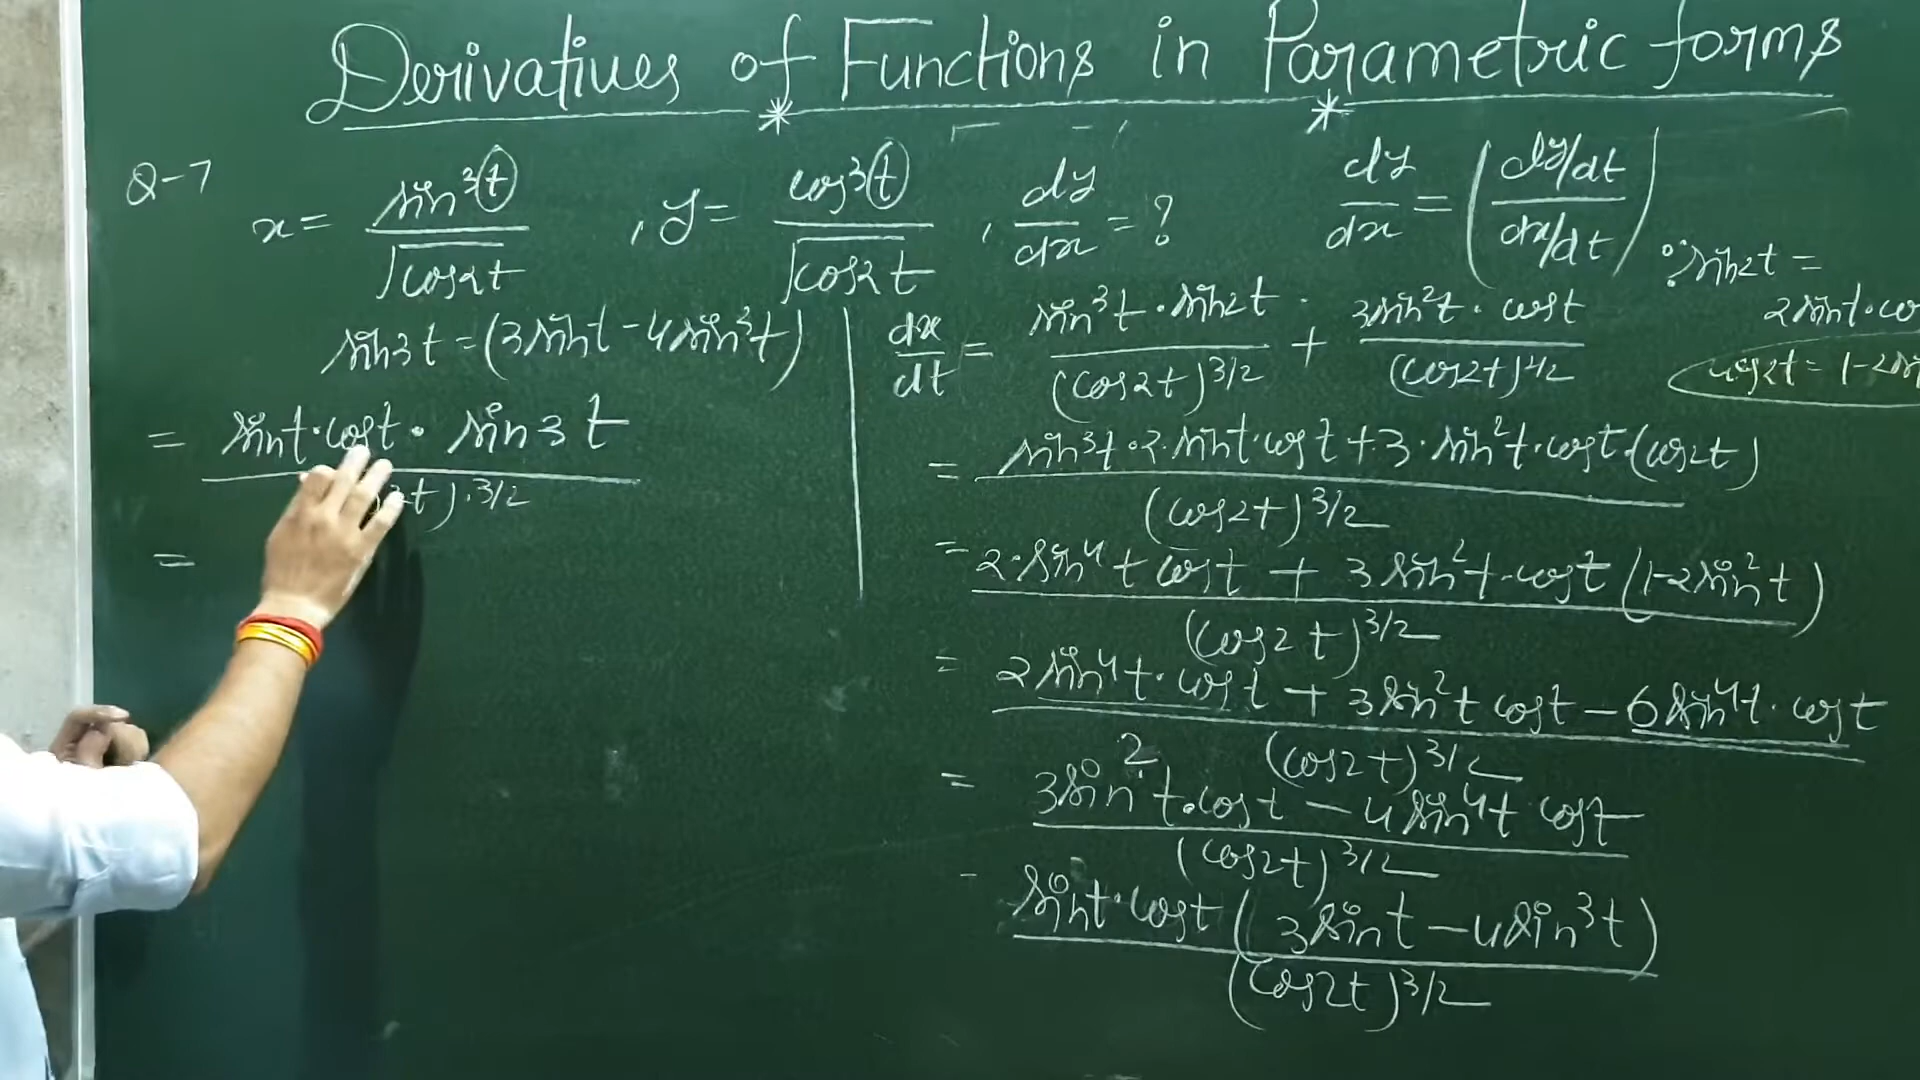 Derivatives of Functions in Parametric forms
Q-7 x = sin³t / √cos2t , y = cos³t / √cos2t , dy/dx = ?
dy/dx = (dy/dt / dx/dt)
∵ sin2t =
2sint·co
cos2t = 1-2si
sin3t = (3sint - 4sin³t)
= sint·cost · sin3t / 2t)·3/2
=
dx/dt = sin³t · sin2t / (cos2t)3/2 + 3sin²t · cost / (cos2t)1/2
= sin³t·2·sint·cost + 3·sin²t·cost·(cos2t) / (cos2t)3/2
= 2·sin⁴t cost + 3sin²t·cost (1-2sin²t) / (cos2t)3/2
= 2sin⁴t·cost + 3sin²t cost - 6sin⁴t·cost / (cos2t)3/2
= 3sin²t·cost - 4sin⁴t cost / (cos2t)3/2
- sint·cost (3sint - 4sin³t) / (cos2t)3/2